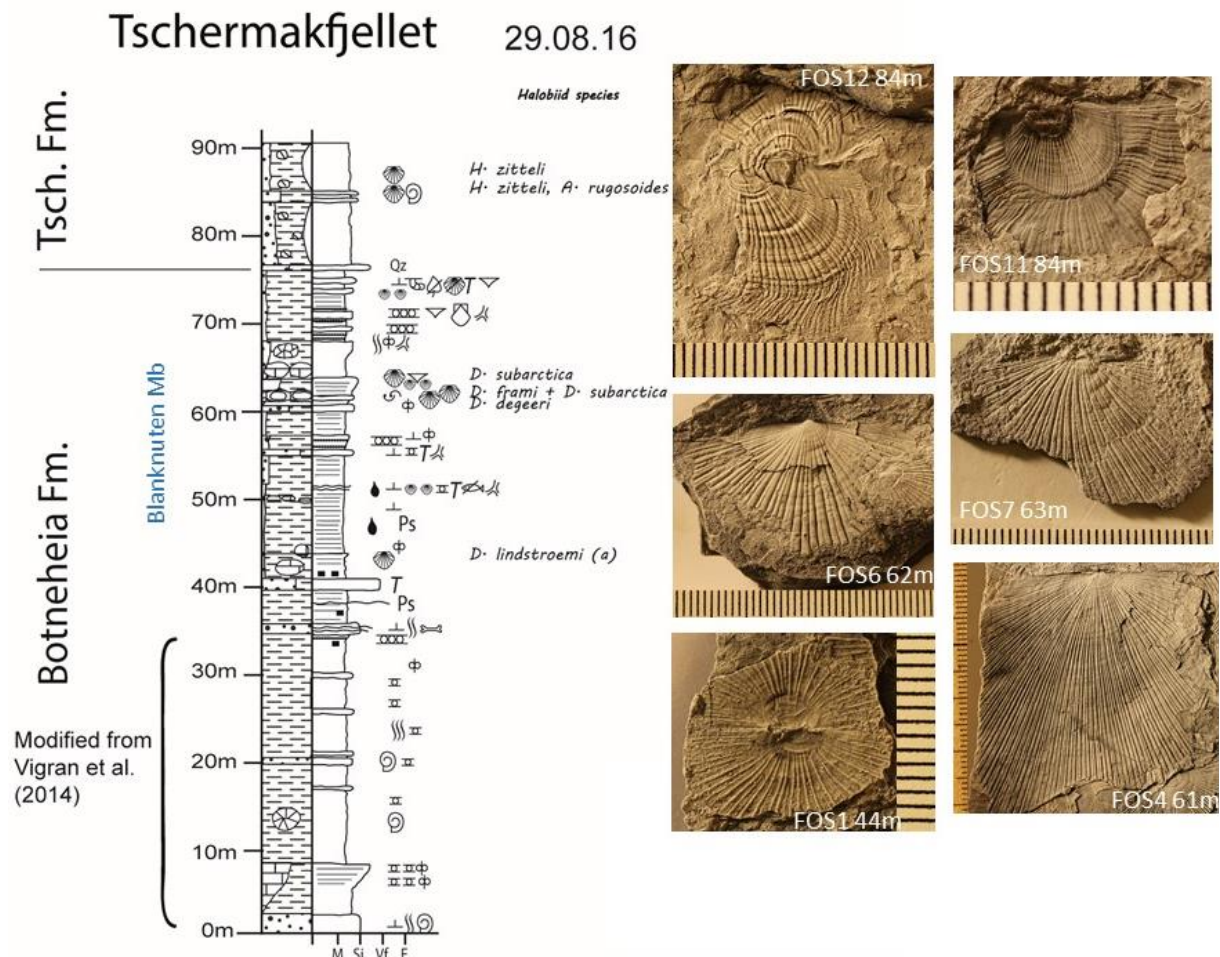 Tschermakfjellet 29.08.16
Halobiid species
Tsch. Fm.
Botneheia Fm.
Blanknuten Mb
Modified from
Vigran et al.
(2014)
90m
80m
70m
60m
50m
40m
30m
20m
10m
0m
M Si Vf F
H. zitteli
H. zitteli, A. rugosoides
Qz
T
D. subarctica
D. frami + D. subarctica
D. degeeri
T
T
Ps
D. lindstroemi (a)
T
Ps
FOS12 84m
FOS11 84m
FOS6 62m
FOS7 63m
FOS1 44m
FOS4 61m